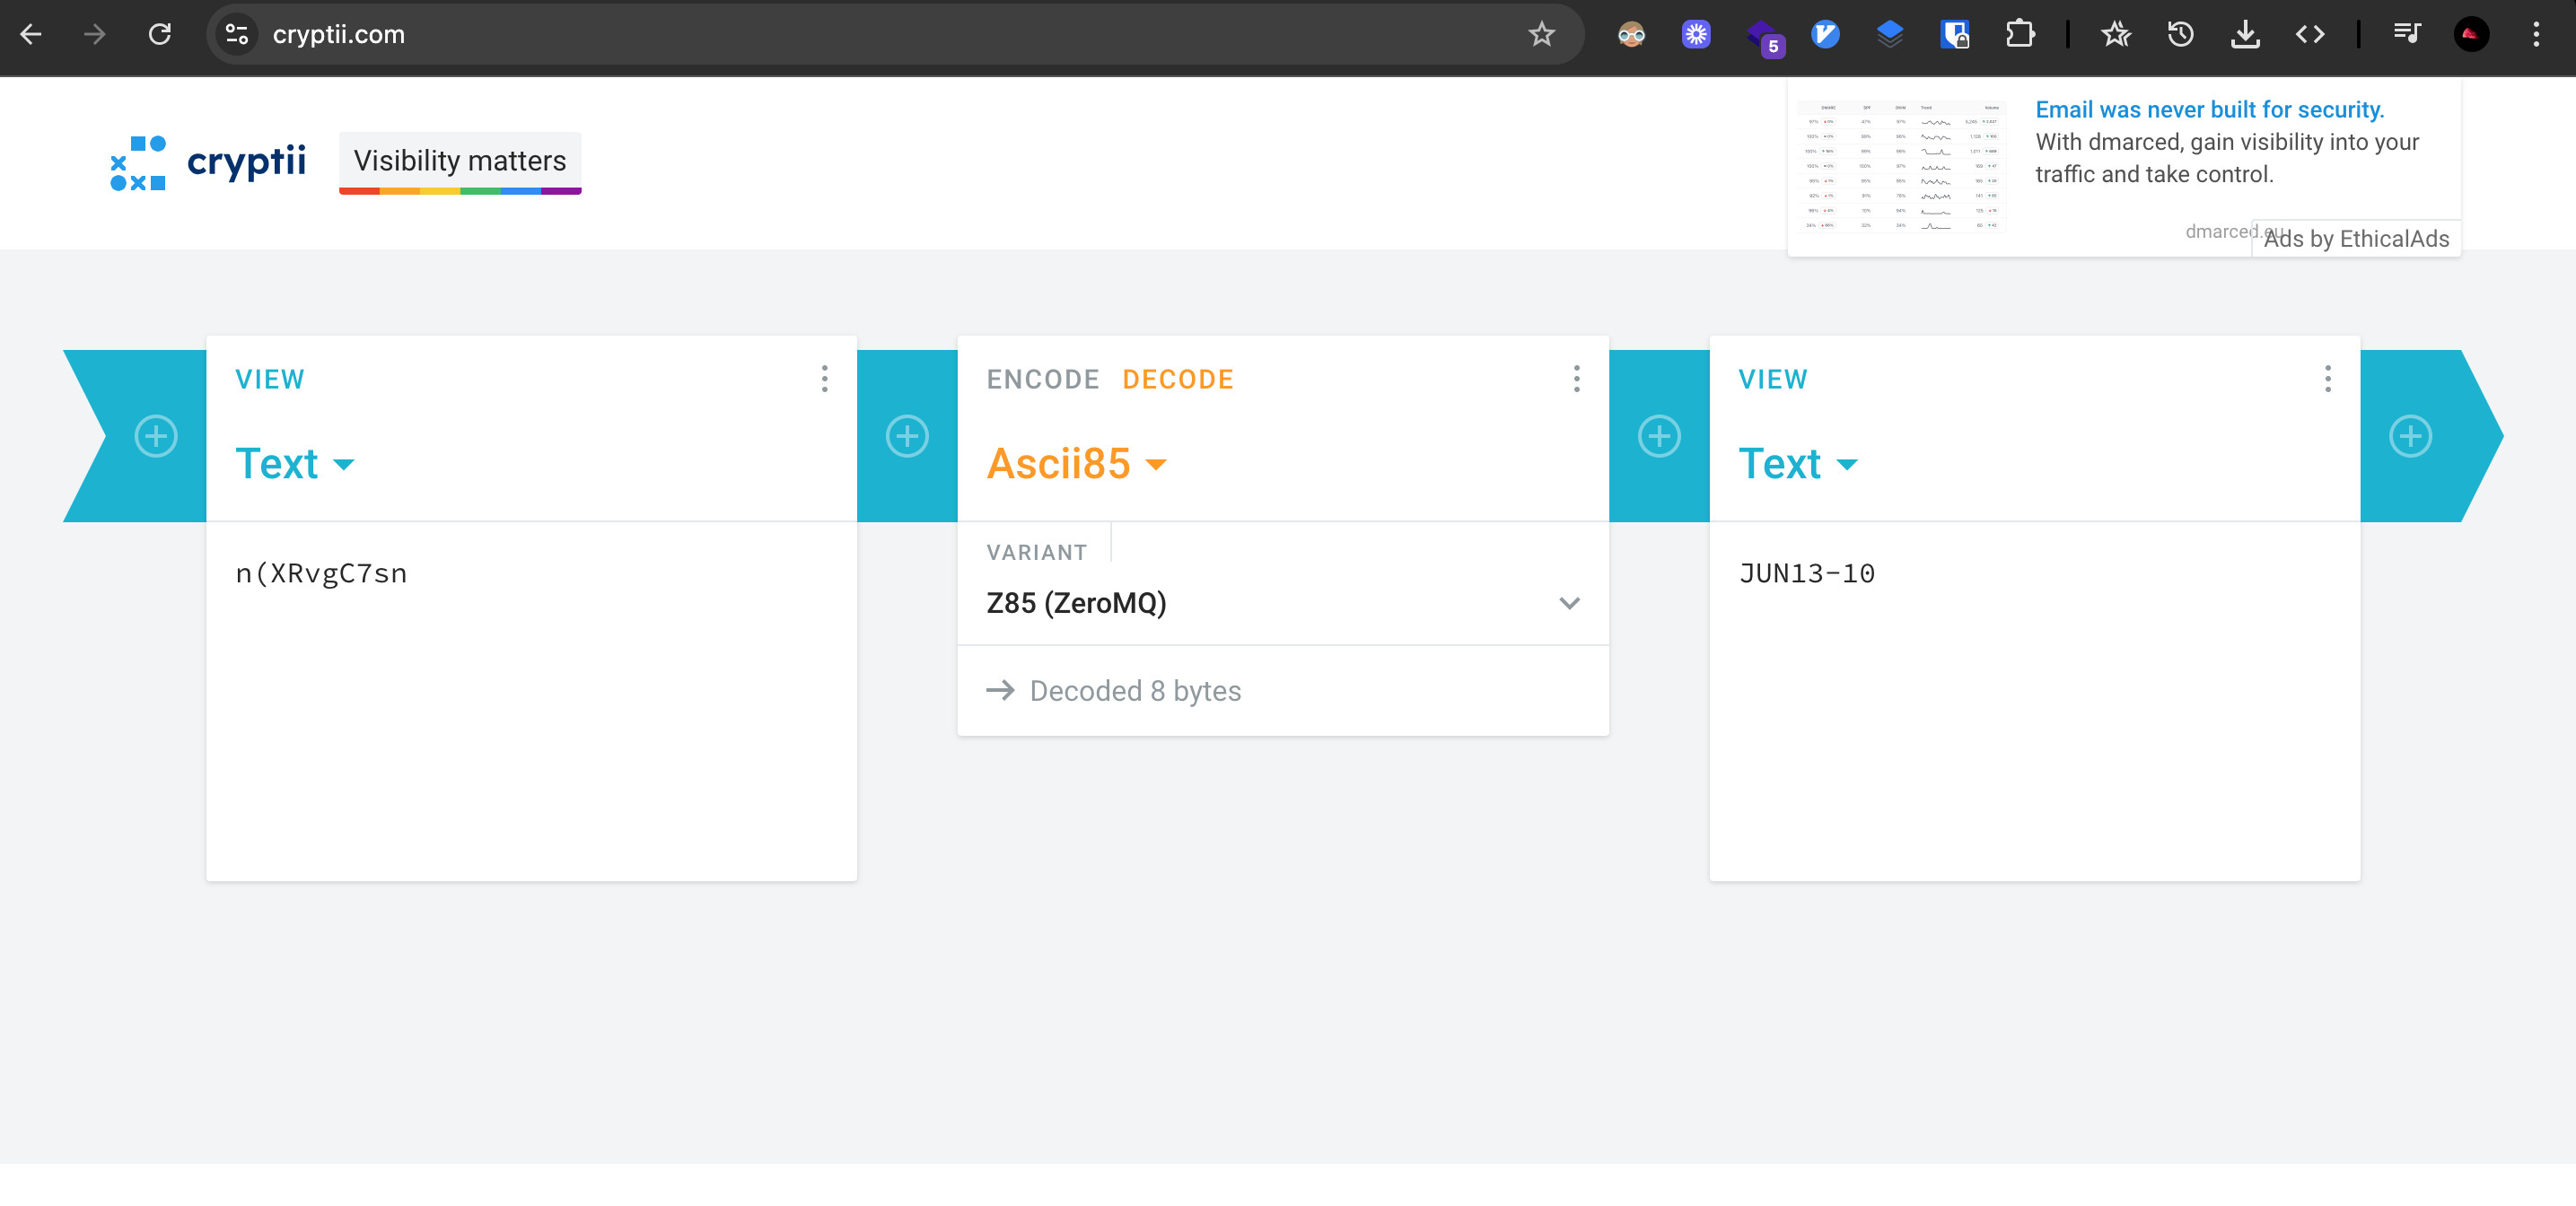 cryptii.com
5
cryptii
Visibility matters
Email was never built for security.
With dmarced, gain visibility into your
traffic and take control.
dmarced.eu
Ads by EthicalAds
VIEW
Text
n(XRvgC7sn
ENCODE DECODE
Ascii85
VARIANT
Z85 (ZeroMQ)
Decoded 8 bytes
VIEW
Text
JUN13-10